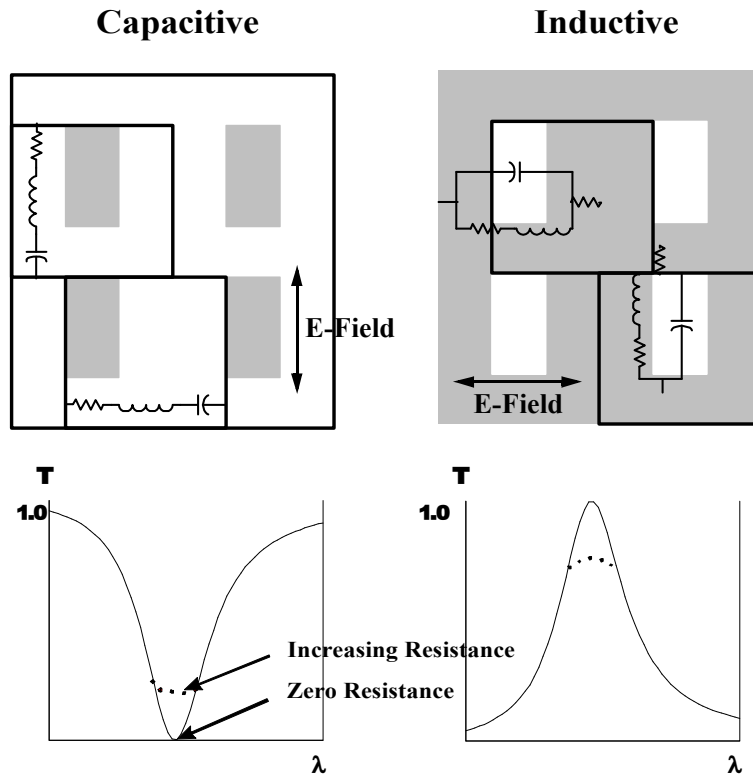 Capacitive
Inductive
E-Field
E-Field
T
1.0
Increasing Resistance
Zero Resistance
λ
T
1.0
λ